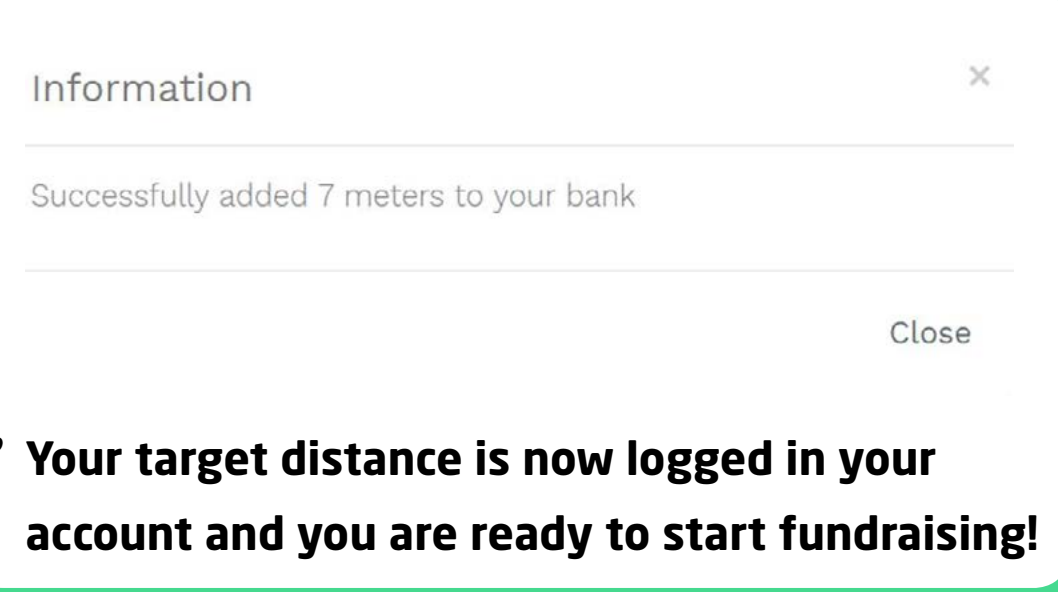 Information
×
Successfully added 7 meters to your bank
Close
Your target distance is now logged in your
account and you are ready to start fundraising!